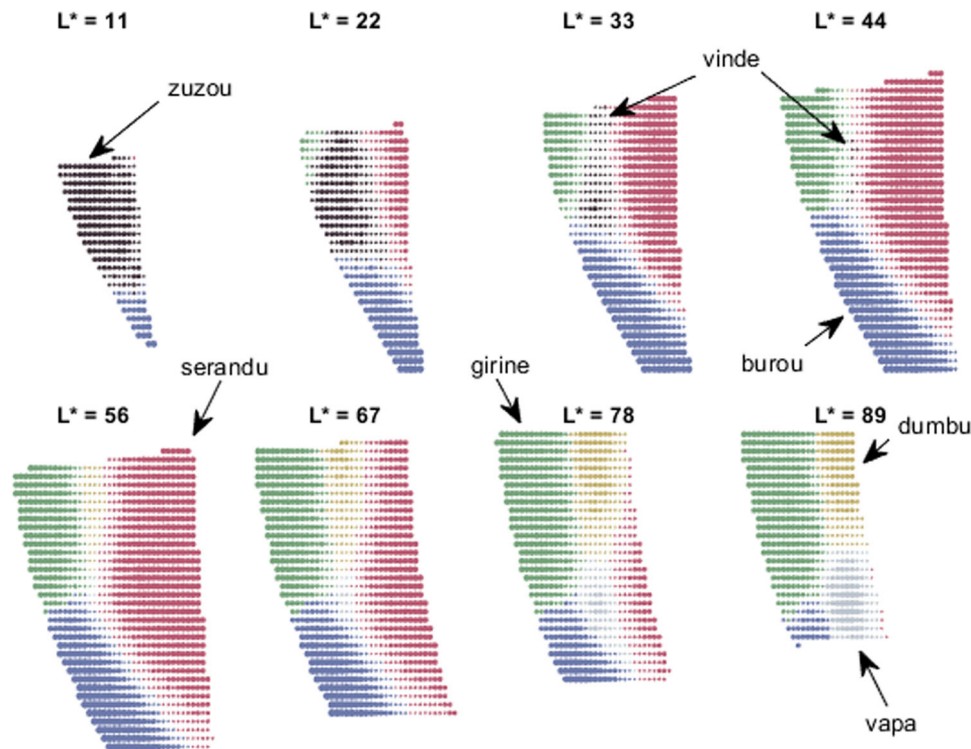 L* = 11
L* = 22
L* = 33
L* = 44
zuzou
vinde
serandu
girine
burou
L* = 56
L* = 67
L* = 78
L* = 89
dumbu
vapa